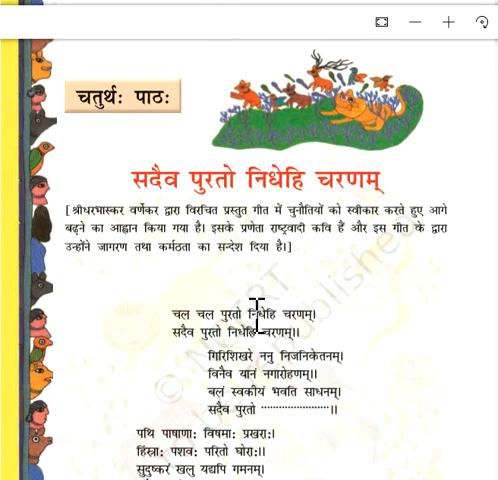 चतुर्थः पाठः
सदैव पुरतो निधेहि चरणम्
[श्रीधरभास्कर वर्णेकर द्वारा विरचित प्रस्तुत गीत में चुनौतियों को स्वीकार करते हुए आगे
बढ़ने का आह्वान किया गया है। इसके प्रणेता राष्ट्रवादी कवि हैं और इस गीत के द्वारा
उन्होंने जागरण तथा कर्मठता का सन्देश दिया है।]
चल चल पुरतो निधेहि चरणम्।
सदैव पुरतो निधेहि चरणम्।।
गिरिशिखरे ननु निजनिकेतनम्।
विनैव यानं नगारोहणम्।।
बलं स्वकीयं भवति साधनम्।
सदैव पुरतो ........................।।
पथि पाषाणाः विषमाः प्रखराः।
हिंस्राः पशवः परितो घोराः।।
सुदुष्करं खलु यद्यपि गमनम्।